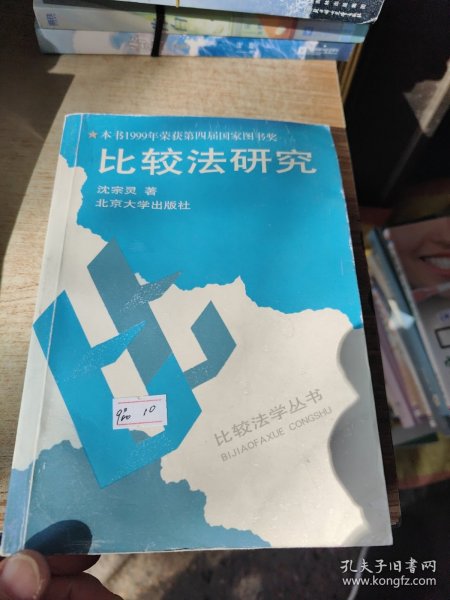 ★本书1999年荣获第四届国家图书奖
比较法研究
沈宗灵 著
北京大学出版社
10
比较法学丛书
BIJIAOFAXUE CONGSHU
孔夫子旧书网
www.kongfz.com